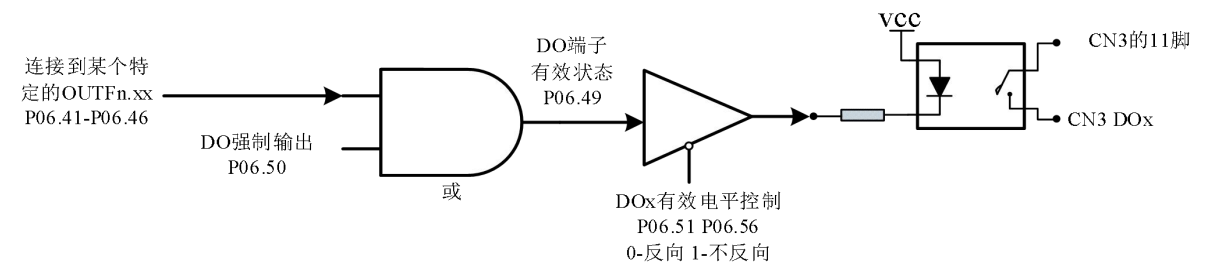 连接到某个特
定的OUTFn.xx
P06.41-P06.46
DO强制输出
P06.50
或
DO端子
有效状态
P06.49
DOx有效电平控制
P06.51 P06.56
0-反向 1-不反向
vcc
CN3的11脚
CN3 DOx